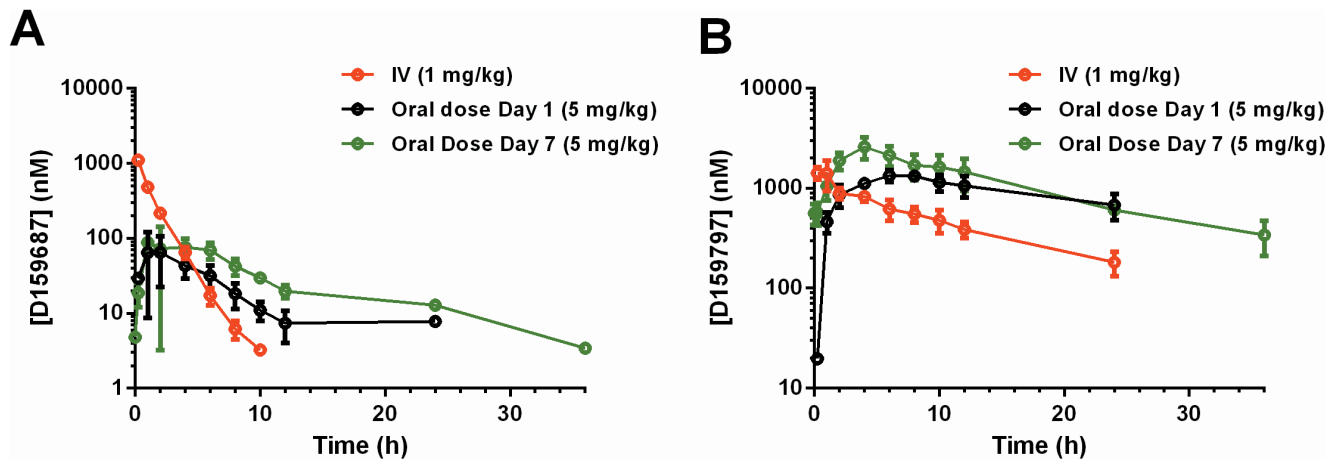 A
IV (1 mg/kg)
Oral dose Day 1 (5 mg/kg)
Oral Dose Day 7 (5 mg/kg)
[D159687] (nM)
10000
1000
100
10
1
0
10
20
30
Time (h)
B
IV (1 mg/kg)
Oral dose Day 1 (5 mg/kg)
Oral Dose Day 7 (5 mg/kg)
[D159797] (nM)
10000
1000
100
10
0
10
20
30
Time (h)